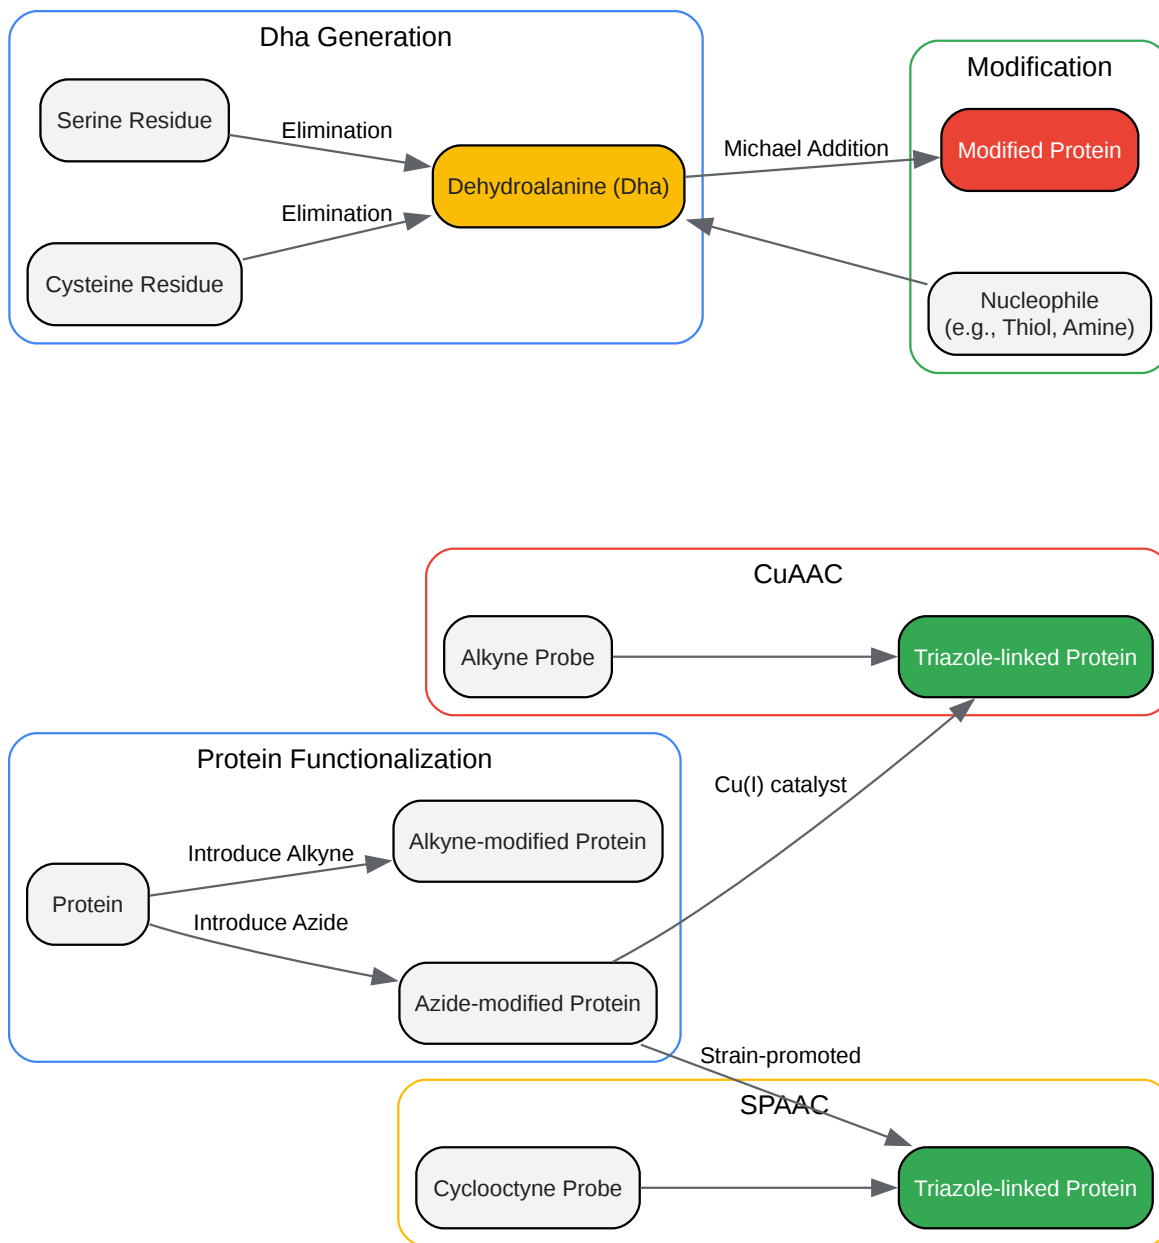 Dha Generation
Modification
Serine Residue
Elimination
Dehydroalanine (Dha)
Michael Addition
Modified Protein
Elimination
Cysteine Residue
Nucleophile
(e.g., Thiol, Amine)
CuAAC
Alkyne Probe
Triazole-linked Protein
Protein Functionalization
Cu(I) catalyst
Alkyne-modified Protein
Introduce Alkyne
Protein
Introduce Azide
Azide-modified Protein
Strain-promoted
SPAAC
Cyclooctyne Probe
Triazole-linked Protein